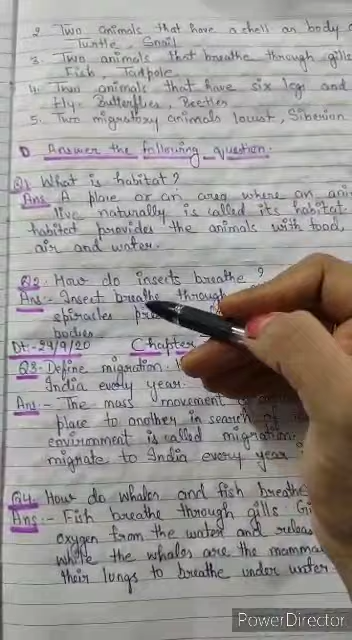 2. Two animals that have a shell on body
Turtle, Snail
3. Two animals that breathe through gills
Fish, Tadpole
4. Two animals that have six legs and
fly. Butterflies, Beetles
5. Two migratory animals locust, Siberian
D Answer the following question.
Q1 What is habitat?
Ans A place or an area where an ani
live naturally is called its habitat.
habitat provides the animals with food,
air and water.
Q2. How do insects breathe?
Ans:- Insect breathe through
spiracles pre
bodies
Dt:-29/9/20 Chapter
Q3- Define migration.
India every year.
Ans:- The mass movement o
place to another in search of
environment is called migration.
migrate to India every year
Q4- How do whales and fish breathe
Ans:- Fish breathe through gills. Gi
oxygen from the water and releas
while the whales are the mamma
their lungs to breathe under water.
PowerDirector